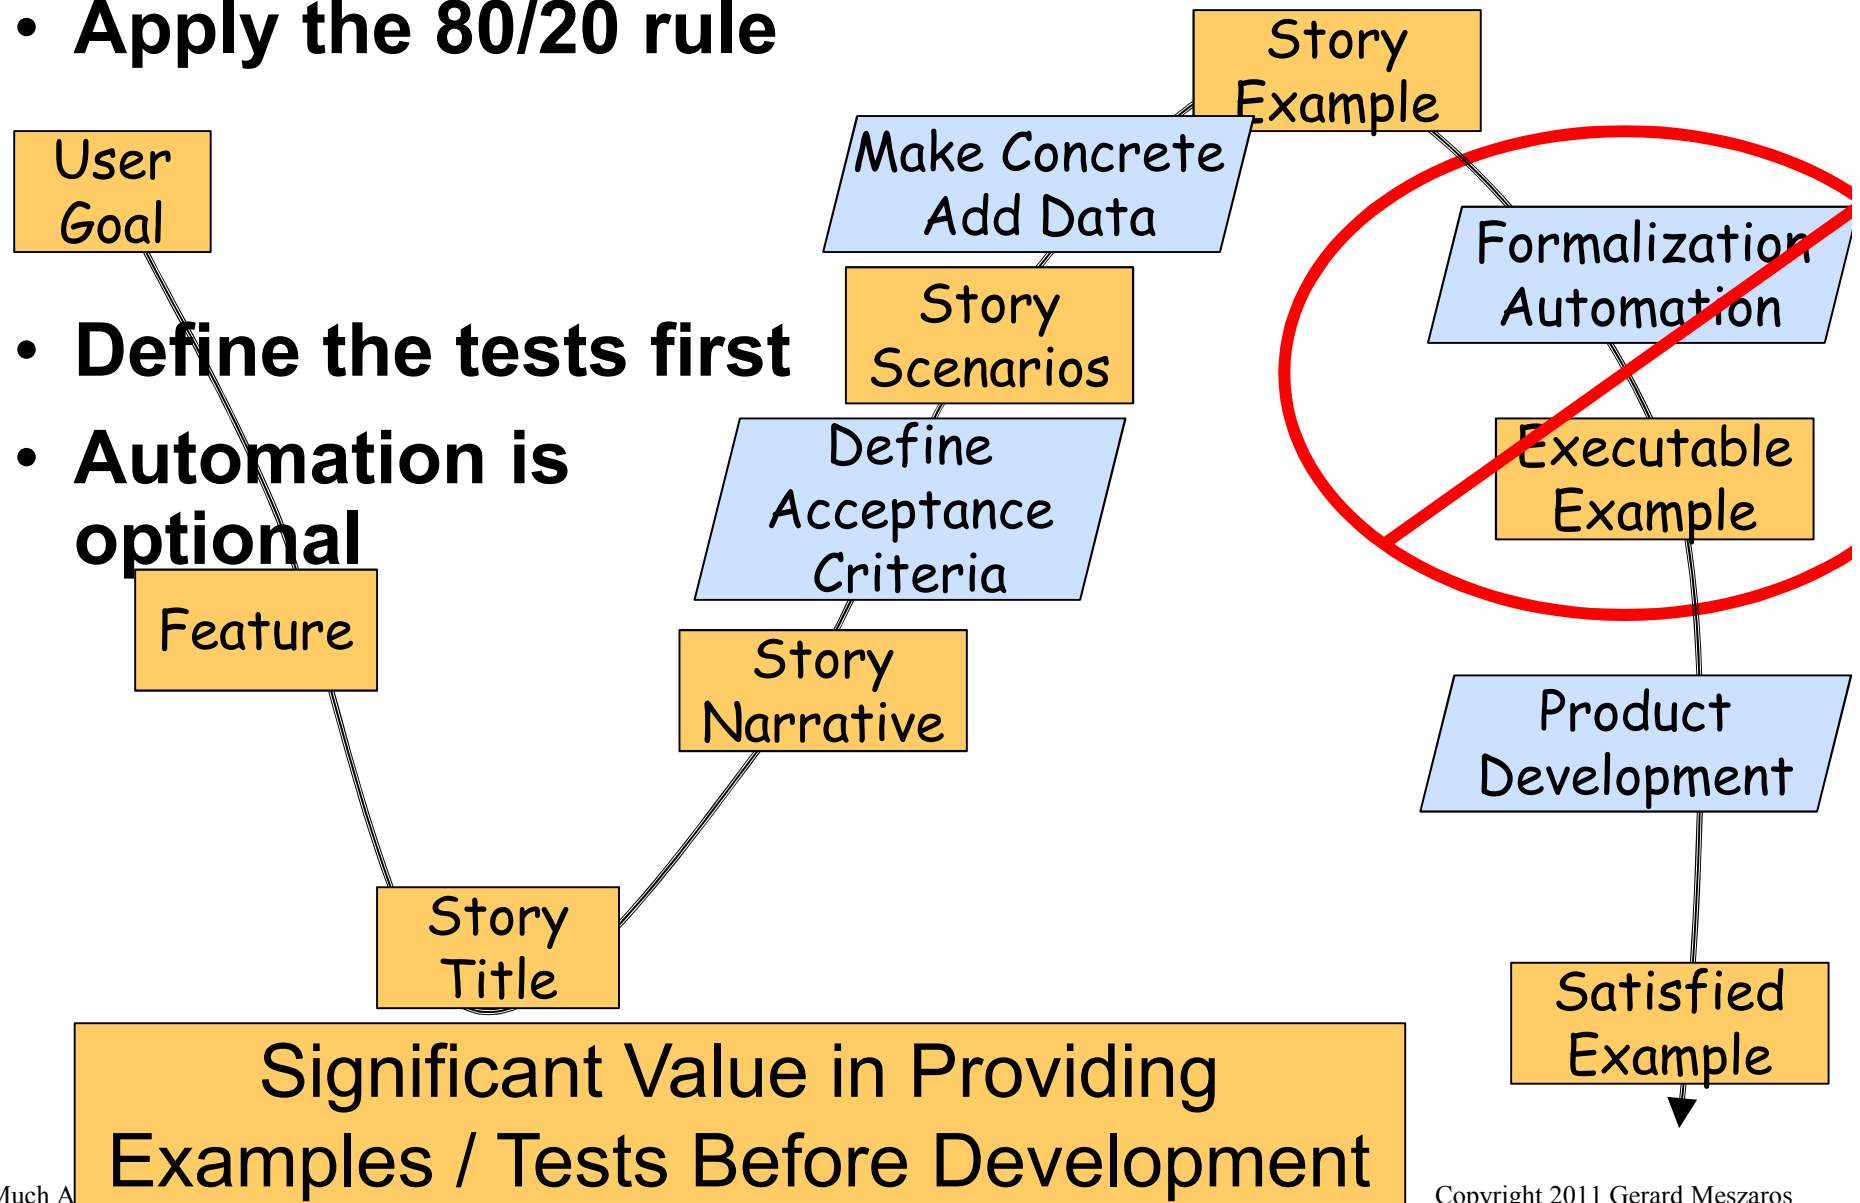 • Apply the 80/20 rule
• Define the tests first
• Automation is
optional
User
Goal
Feature
Story
Title
Story
Narrative
Define
Acceptance
Criteria
Story
Scenarios
Make Concrete
Add Data
Story
Example
Formalization
Automation
Executable
Example
Product
Development
Satisfied
Example
Significant Value in Providing
Examples / Tests Before Development
Much A
Copyright 2011 Gerard Meszaros